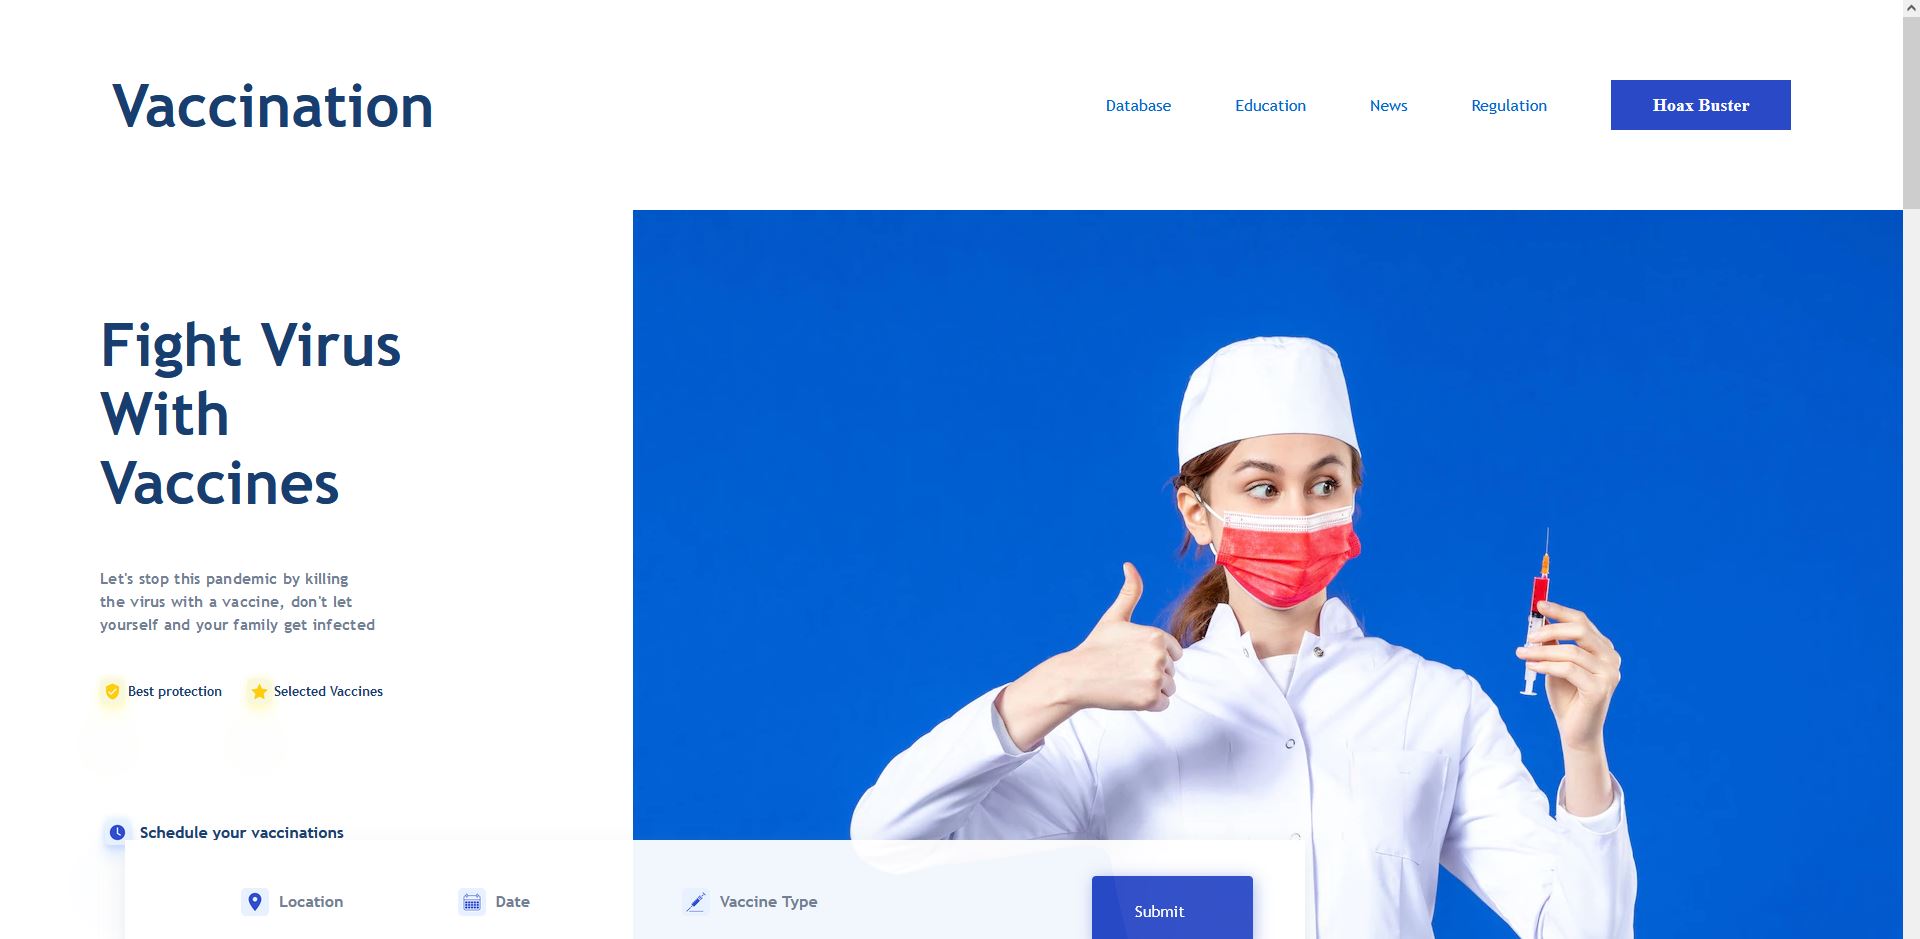 Vaccination
Database
Education
News
Regulation
Hoax Buster
Fight Virus
With
Vaccines
Let's stop this pandemic by killing
the virus with a vaccine, don't let
yourself and your family get infected
Best protection
Selected Vaccines
Schedule your vaccinations
Location
Date
Vaccine Type
Submit